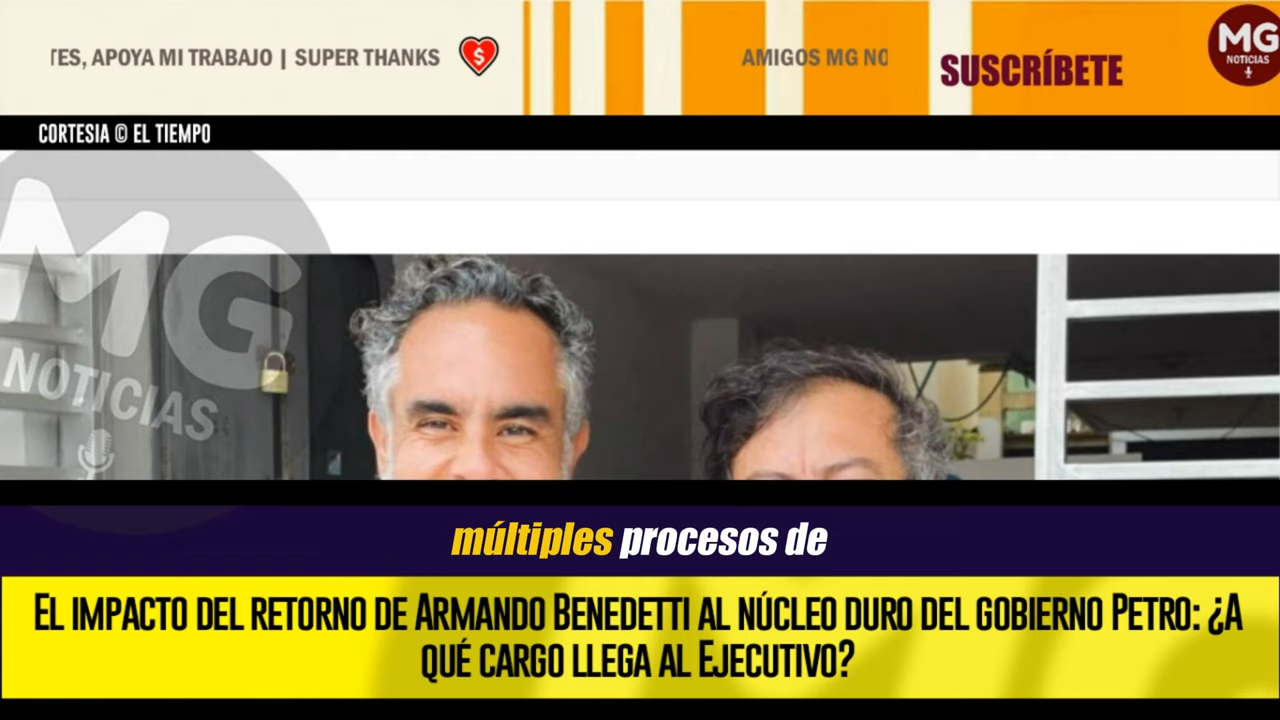 TES, APOYA MI TRABAJO | SUPER THANKS
AMIGOS MG NO
SUSCRÍBETE
MG
NOTICIAS
CORTESIA © EL TIEMPO
MG
NOTICIAS
múltiples procesos de
El impacto del retorno de Armando Benedetti al núcleo duro del gobierno Petro: ¿A
qué cargo llega al Ejecutivo?